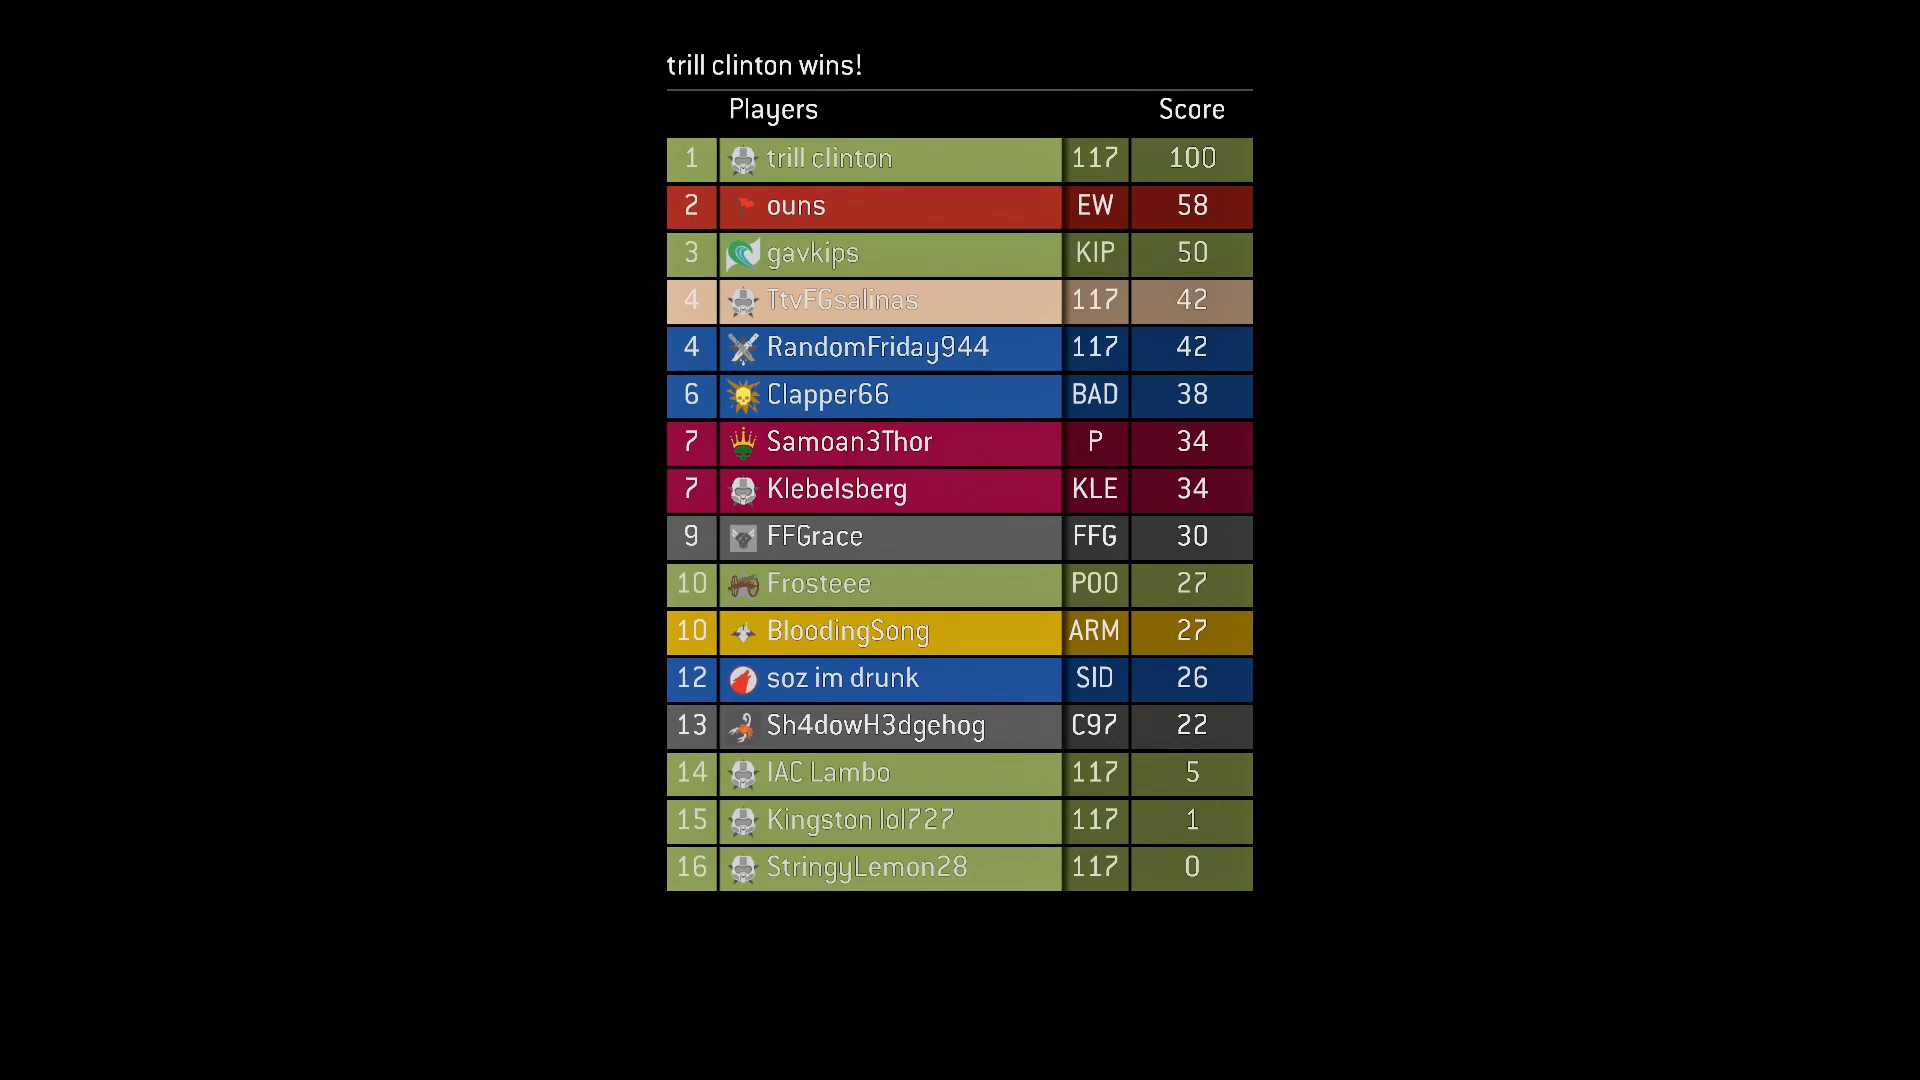 trill clinton wins!
Players Score
1 trill clinton 117 100
2 ouns EW 58
3 gavkips KIP 50
4 TtvFGsalinas 117 42
4 RandomFriday944 117 42
6 Clapper66 BAD 38
7 Samoan3Thor P 34
7 Klebelsberg KLE 34
9 FFGrace FFG 30
10 Frosteee POO 27
10 BloodingSong ARM 27
12 soz im drunk SID 26
13 Sh4dowH3dgehog C97 22
14 IAC Lambo 117 5
15 Kingston lol727 117 1
16 StringyLemon28 117 0